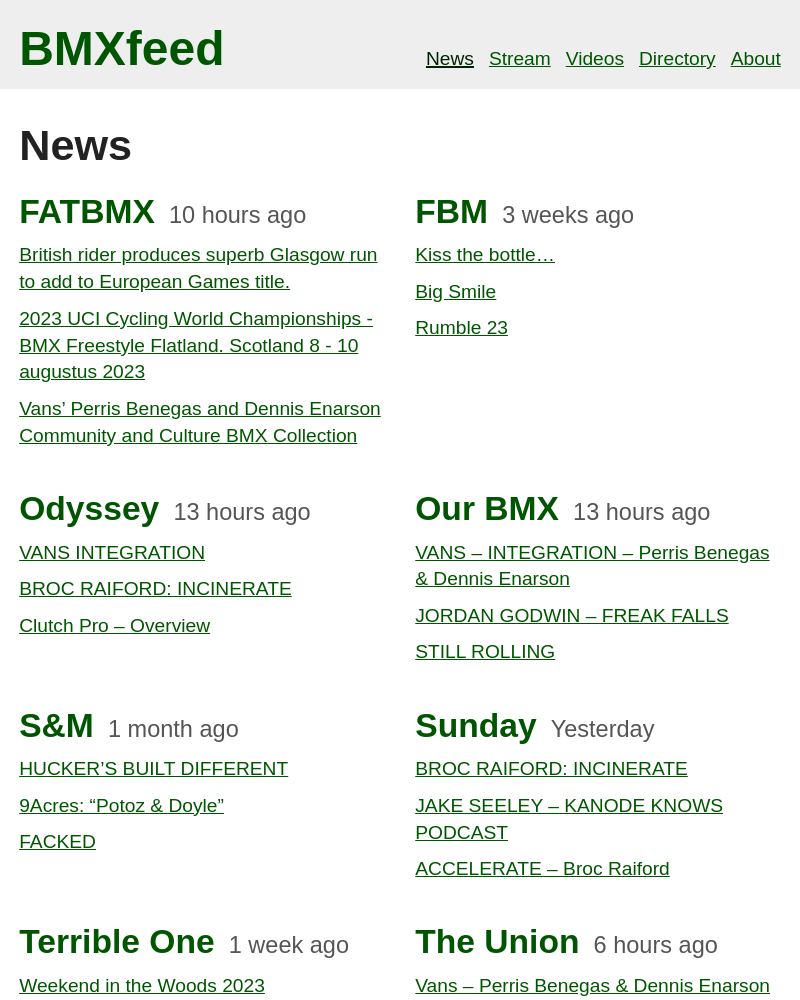 BMXfeed
News Stream Videos Directory About
News
FATBMX 10 hours ago
British rider produces superb Glasgow run
to add to European Games title.
2023 UCI Cycling World Championships -
BMX Freestyle Flatland. Scotland 8 - 10
augustus 2023
Vans’ Perris Benegas and Dennis Enarson
Community and Culture BMX Collection
FBM 3 weeks ago
Kiss the bottle…
Big Smile
Rumble 23
Odyssey 13 hours ago
VANS INTEGRATION
BROC RAIFORD: INCINERATE
Clutch Pro – Overview
Our BMX 13 hours ago
VANS – INTEGRATION – Perris Benegas
& Dennis Enarson
JORDAN GODWIN – FREAK FALLS
STILL ROLLING
S&M 1 month ago
HUCKER’S BUILT DIFFERENT
9Acres: “Potoz & Doyle”
FACKED
Sunday Yesterday
BROC RAIFORD: INCINERATE
JAKE SEELEY – KANODE KNOWS
PODCAST
ACCELERATE – Broc Raiford
Terrible One 1 week ago
Weekend in the Woods 2023
The Union 6 hours ago
Vans – Perris Benegas & Dennis Enarson